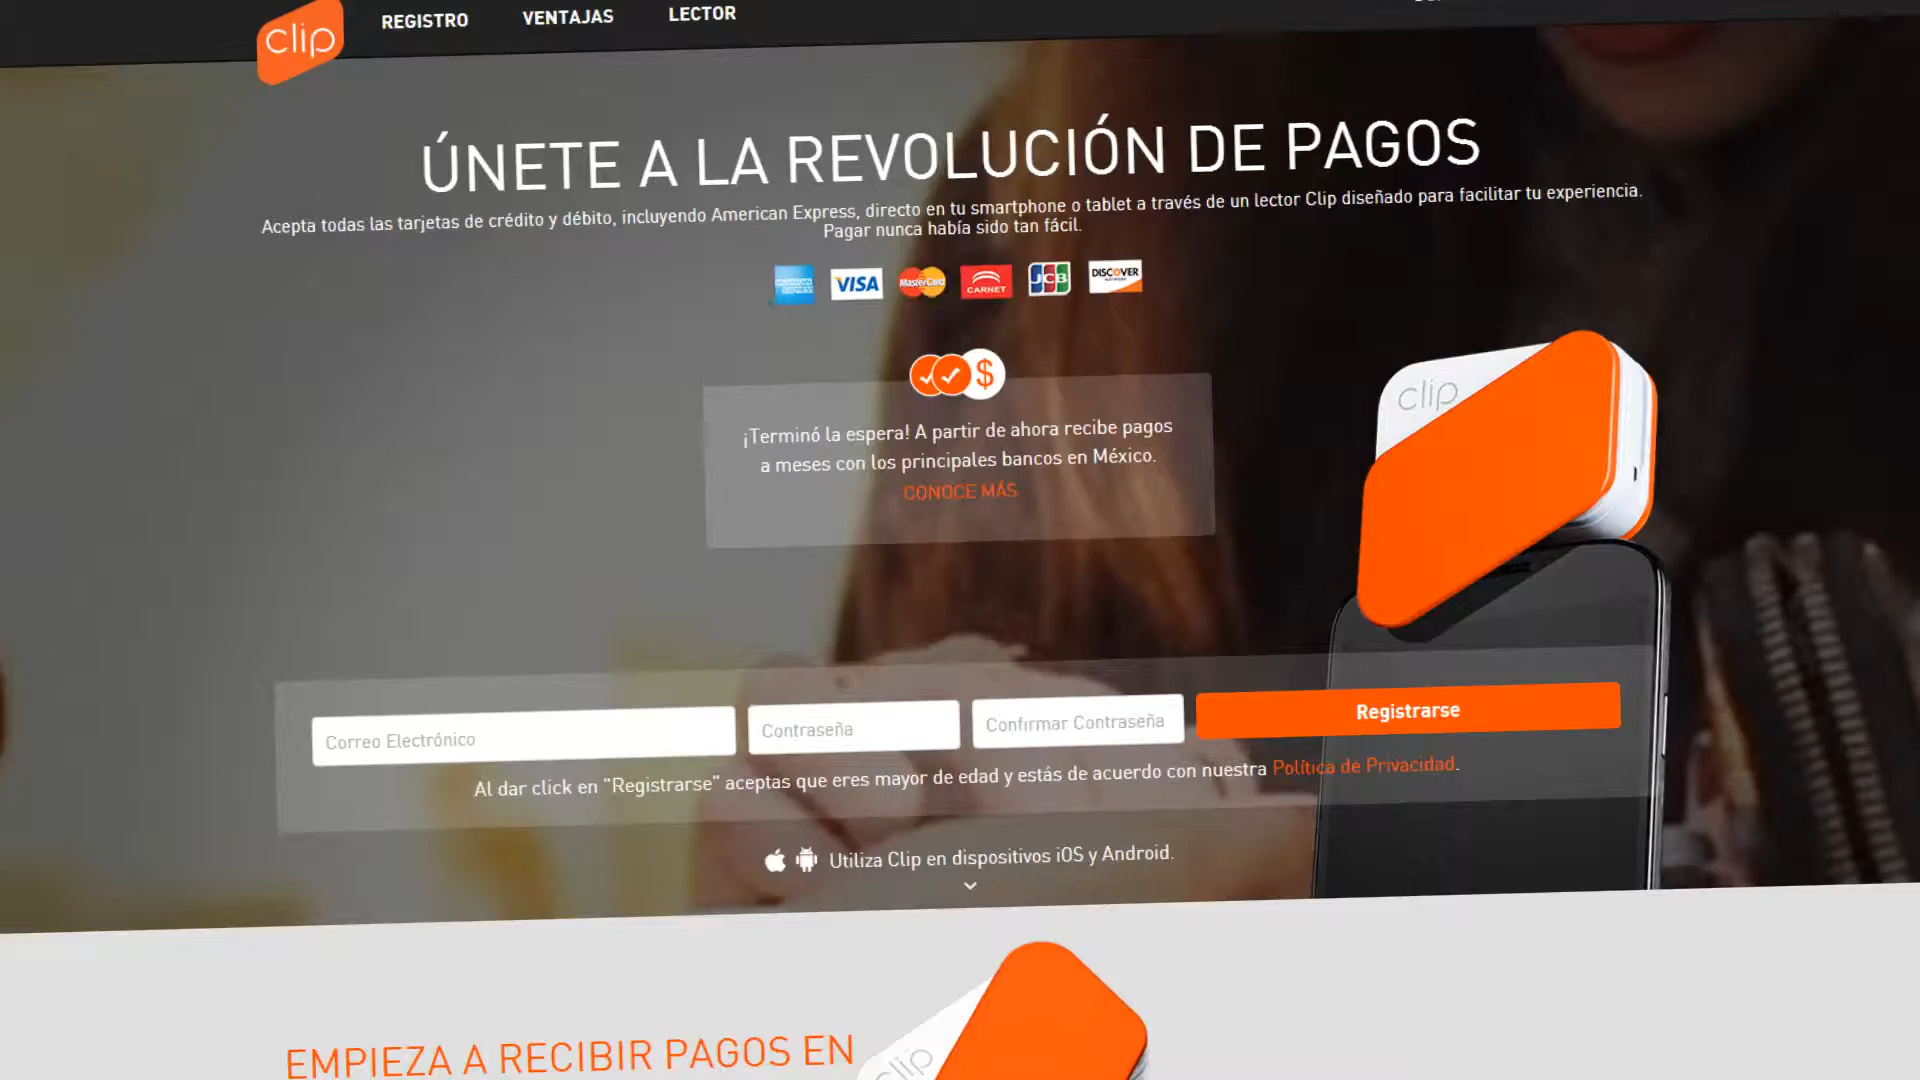 clip
REGISTRO
VENTAJAS
LECTOR
ÚNETE A LA REVOLUCIÓN DE PAGOS
Acepta todas las tarjetas de crédito y débito, incluyendo American Express, directo en tu smartphone o tablet a través de un lector Clip diseñado para facilitar tu experiencia.
Pagar nunca había sido tan fácil.
AMERICAN EXPRESS
VISA
MasterCard
CARNET
JCB
DISCOVER
clip
$
¡Terminó la espera! A partir de ahora recibe pagos
a meses con los principales bancos en México.
CONOCE MÁS
Correo Electrónico
Contraseña
Confirmar Contraseña
Registrarse
Al dar click en "Registrarse" aceptas que eres mayor de edad y estás de acuerdo con nuestra Política de Privacidad.
Utiliza Clip en dispositivos iOS y Android.
EMPIEZA A RECIBIR PAGOS EN
clip